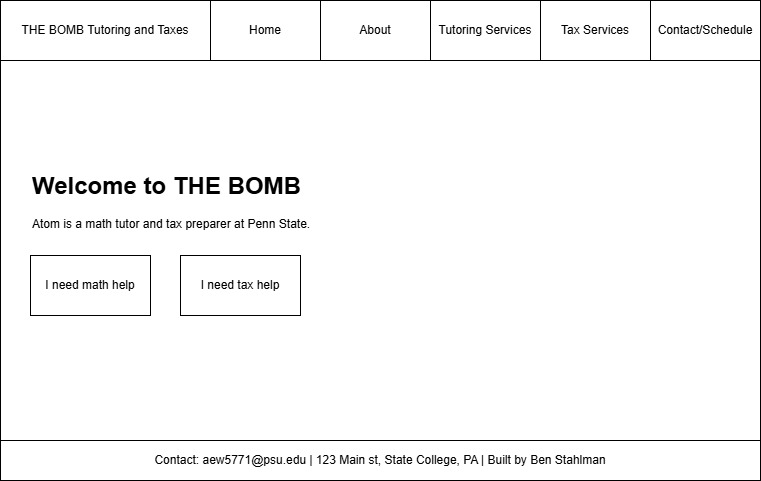 THE BOMB Tutoring and Taxes
Home
About
Tutoring Services
Tax Services
Contact/Schedule
Welcome to THE BOMB
Atom is a math tutor and tax preparer at Penn State.
I need math help
I need tax help
Contact: aew5771@psu.edu | 123 Main st, State College, PA | Built by Ben Stahlman